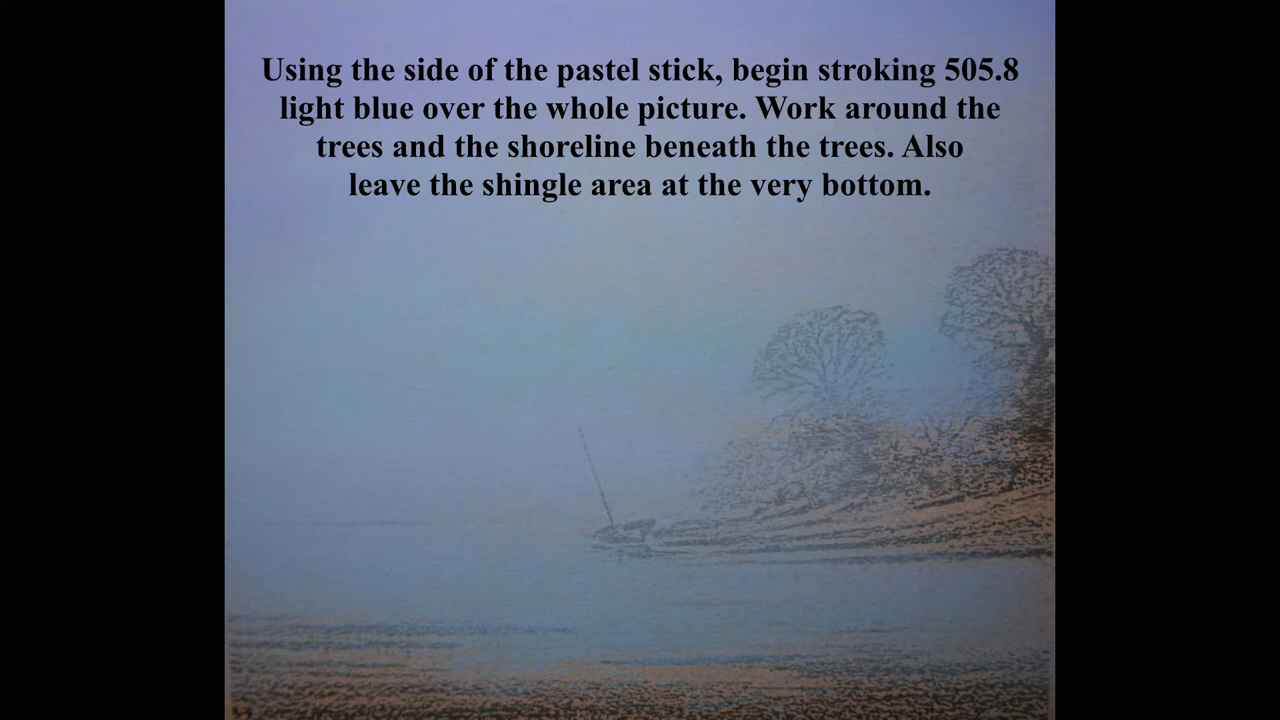 Using the side of the pastel stick, begin stroking 505.8
light blue over the whole picture. Work around the
trees and the shoreline beneath the trees. Also
leave the shingle area at the very bottom.